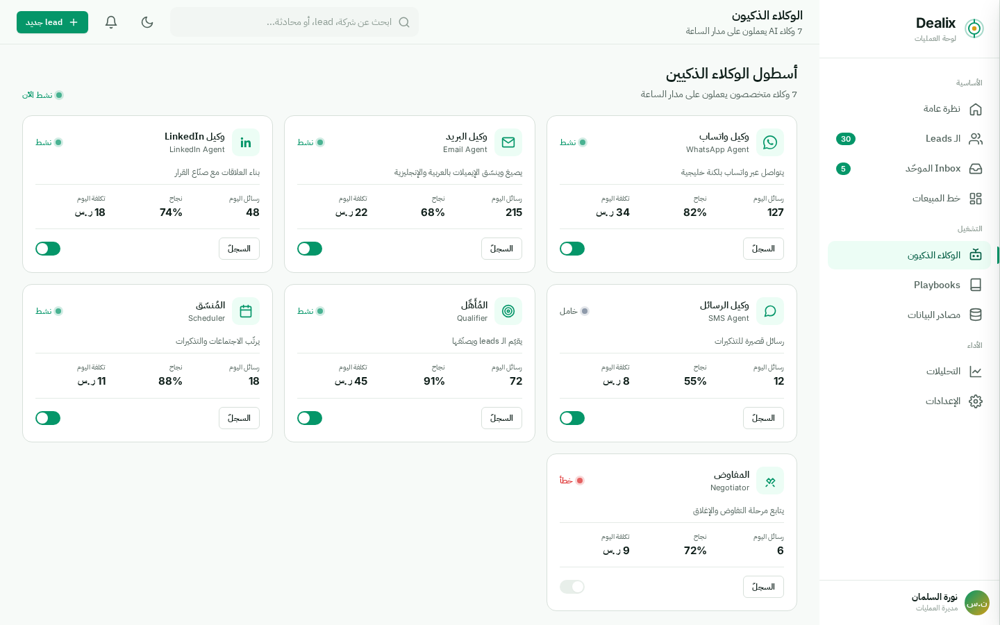 Dealix
لوحة العمليات
الأساسية
نظرة عامة
الـ Leads
30
Inbox الموحّد
5
خط المبيعات
التشغيل
الوكلاء الذكيون
Playbooks
مصادر البيانات
الأداء
التحليلات
الإعدادات
ن.س
نورة السلمان
مديرة العمليات
الوكلاء الذكيون
7 وكلاء AI يعملون على مدار الساعة
ابحث عن شركة، lead، أو محادثة...
lead جديد
أسطول الوكلاء الذكيين
7 وكلاء متخصصون يعملون على مدار الساعة
نشط الآن
وكيل واتساب
WhatsApp Agent
نشط
يتواصل عبر واتساب بلكنة خليجية
رسائل اليوم
نجاح
تكلفة اليوم
127
82%
34 ر.س
السجلّ
وكيل البريد
Email Agent
نشط
يصيغ وينسّق الإيميلات بالعربية والإنجليزية
رسائل اليوم
نجاح
تكلفة اليوم
215
68%
22 ر.س
السجلّ
وكيل LinkedIn
LinkedIn Agent
نشط
بناء العلاقات مع صنّاع القرار
رسائل اليوم
نجاح
تكلفة اليوم
48
74%
18 ر.س
السجلّ
وكيل الرسائل
SMS Agent
خامل
رسائل قصيرة للتذكيرات
رسائل اليوم
نجاح
تكلفة اليوم
12
55%
8 ر.س
السجلّ
المُأَهِّل
Qualifier
نشط
يقيّم الـ leads ويصنّفها
رسائل اليوم
نجاح
تكلفة اليوم
72
91%
45 ر.س
السجلّ
المُنسّق
Scheduler
نشط
يرتّب الاجتماعات والتذكيرات
رسائل اليوم
نجاح
تكلفة اليوم
18
88%
11 ر.س
السجلّ
المفاوض
Negotiator
خطأ
يتابع مرحلة التفاوض والإغلاق
رسائل اليوم
نجاح
تكلفة اليوم
6
72%
9 ر.س
السجلّ